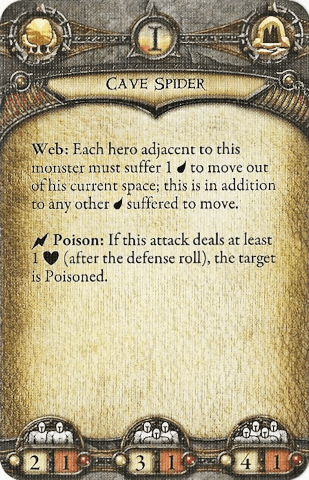 I
CAVE SPIDER
Web: Each hero adjacent to this
monster must suffer 1 to move out
of his current space; this is in addition
to any other suffered to move.
Poison: If this attack deals at least
1 (after the defense roll), the target
is Poisoned.
2 1 3 1 4 1